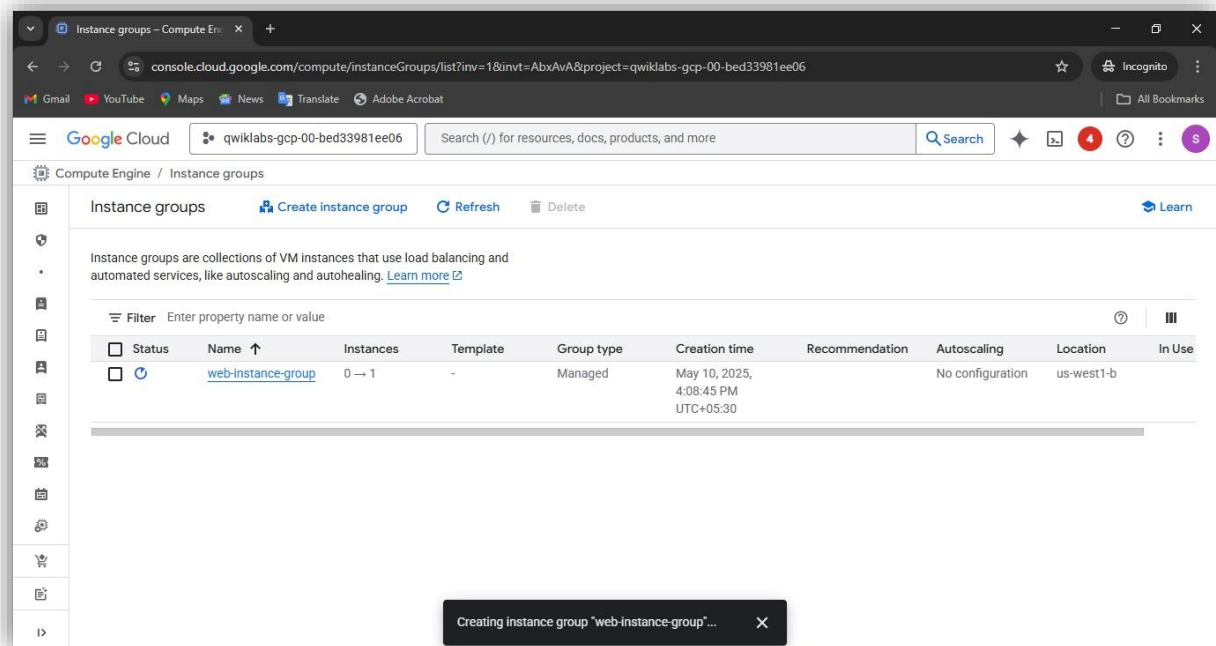 Instance groups – Compute En
console.cloud.google.com/compute/instanceGroups/list?inv=1&invt=AbxAvA&project=qwiklabs-gcp-00-bed33981ee06
Incognito
Gmail YouTube Maps News Translate Adobe Acrobat All Bookmarks
Google Cloud qwiklabs-gcp-00-bed33981ee06 Search (/) for resources, docs, products, and more Search 4 S
Compute Engine / Instance groups
Instance groups Create instance group Refresh Delete Learn
Instance groups are collections of VM instances that use load balancing and
automated services, like autoscaling and autohealing. Learn more
Filter Enter property name or value
Status Name ↑ Instances Template Group type Creation time Recommendation Autoscaling Location In Use
web-instance-group 0 → 1 - Managed May 10, 2025, No configuration us-west1-b
4:08:45 PM
UTC+05:30
Creating instance group "web-instance-group"...